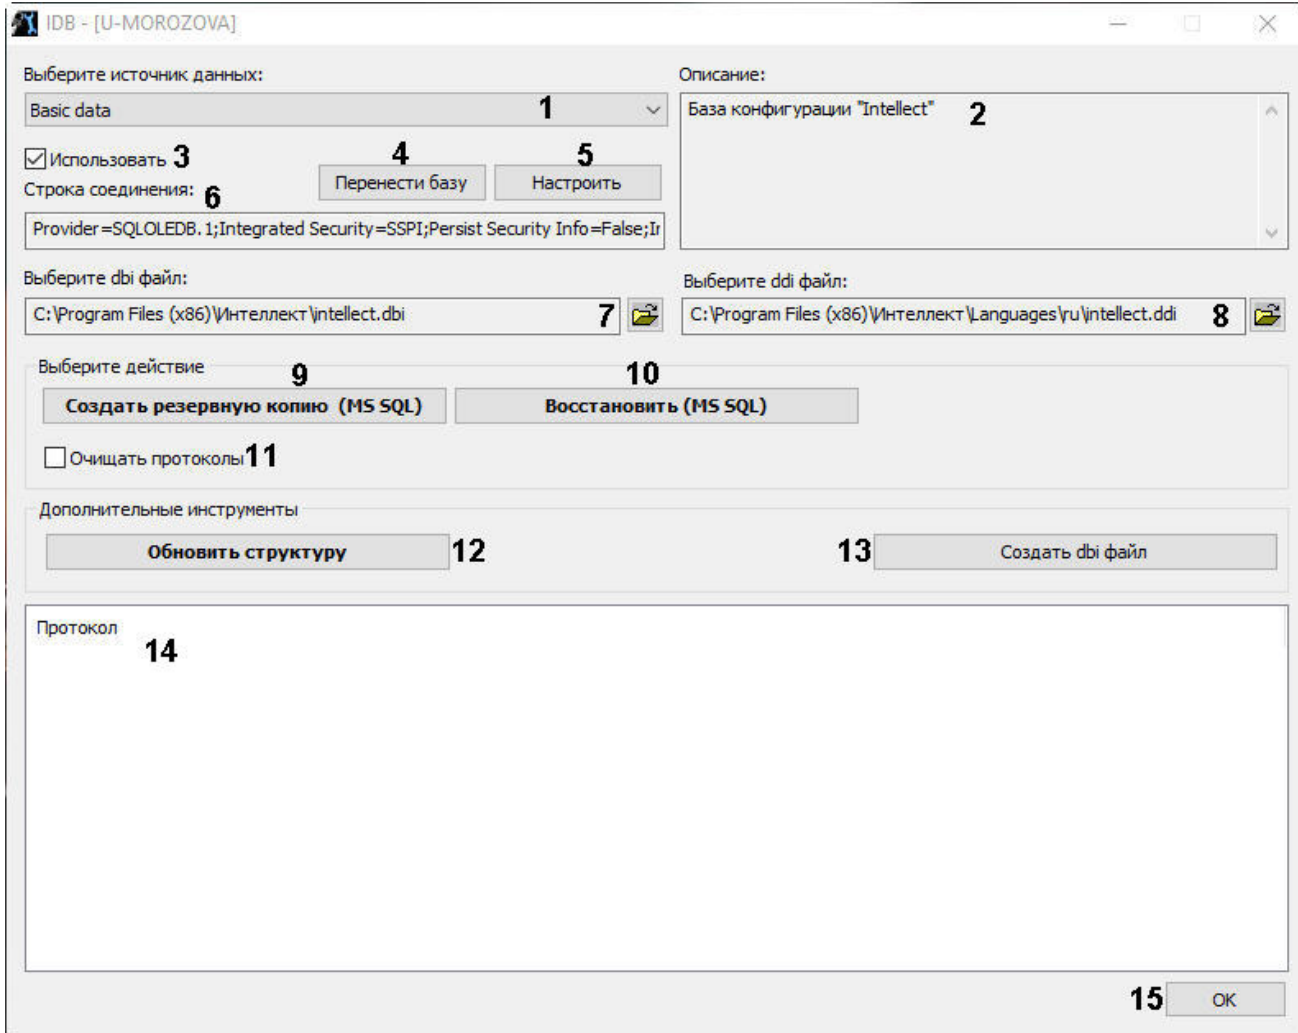 IDB - [U-MOROZOVA]
Выберите источник данных:
Описание:
Basic data 1
База конфигурации "Intellect" 2
Использовать 3
4
5
Перенести базу
Настроить
Строка соединения: 6
Provider=SQLOLEDB.1;Integrated Security=SSPI;Persist Security Info=False;Ir
Выберите dbi файл:
Выберите ddi файл:
C:\Program Files (x86)\Интеллект\intellect.dbi 7
C:\Program Files (x86)\Интеллект\Languages\ru\intellect.ddi 8
Выберите действие
9
10
Создать резервную копию (MS SQL)
Восстановить (MS SQL)
Очищать протоколы 11
Дополнительные инструменты
Обновить структуру 12
13 Создать dbi файл
Протокол
14
15 OK